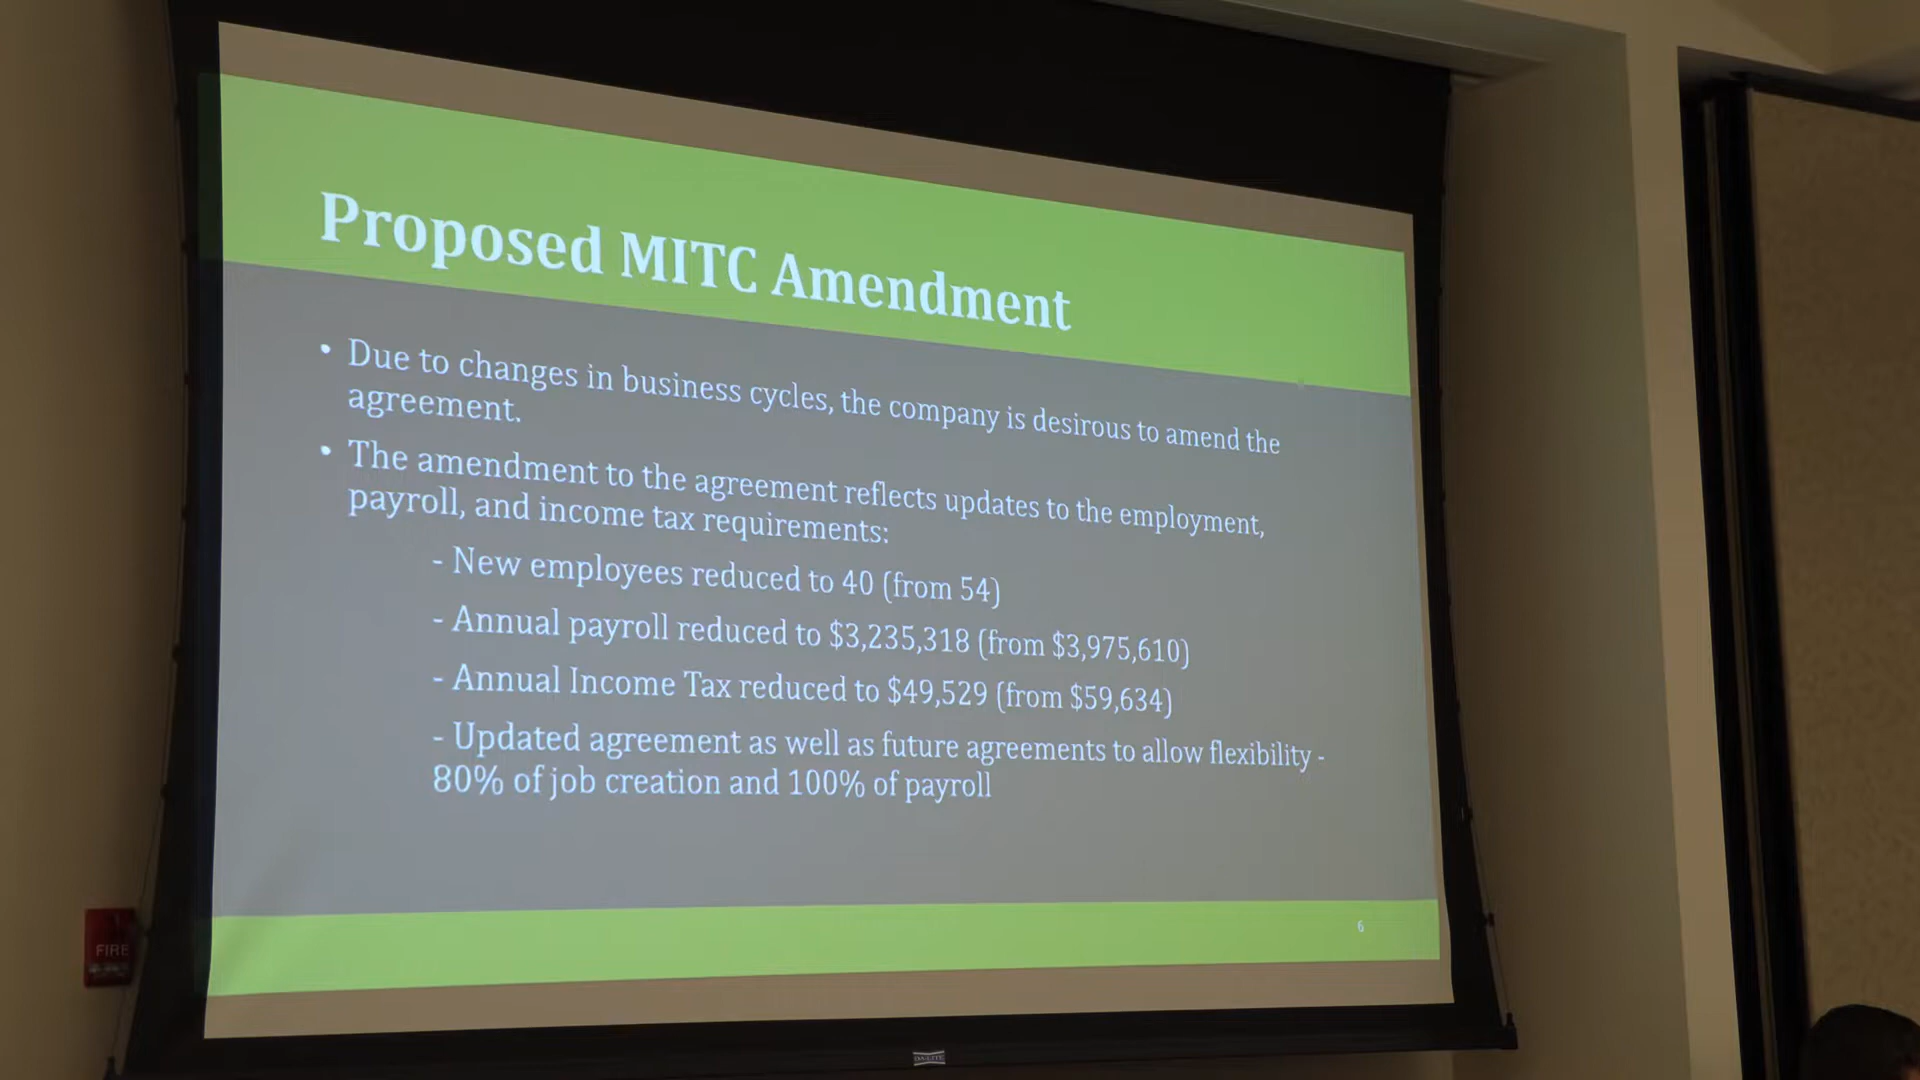 Proposed MITC Amendment
• Due to changes in business cycles, the company is desirous to amend the
agreement.
• The amendment to the agreement reflects updates to the employment,
payroll, and income tax requirements:
- New employees reduced to 40 (from 54)
- Annual payroll reduced to $3,235,318 (from $3,975,610)
- Annual Income Tax reduced to $49,529 (from $59,634)
- Updated agreement as well as future agreements to allow flexibility -
80% of job creation and 100% of payroll
6
FIRE
DA-LITE